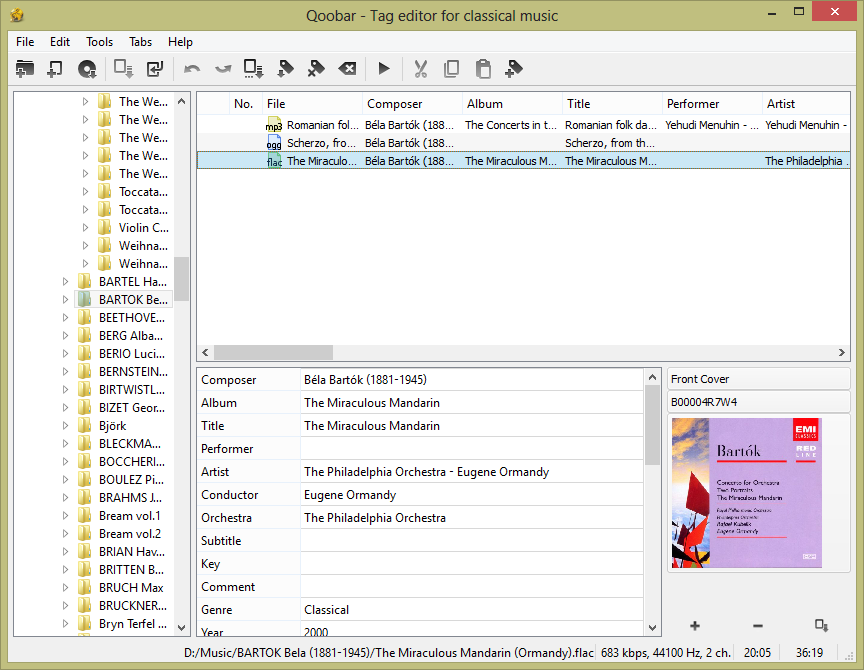 Qoobar - Tag editor for classical music
File Edit Tools Tabs Help
The We...
The We...
The We...
The We...
The We...
Toccata...
Toccata...
Violin C...
Weihna...
Weihna...
BARTEL Ha...
BARTOK Be...
BEETHOVE...
BERG Alba...
BERIO Luci...
BERNSTEIN...
BIRTWISTL...
BIZET Geor...
Björk
BLECKMA...
BOCCHERI...
BOULEZ Pi...
BRAHMS J...
Bream vol.1
Bream vol.2
BRIAN Hav...
BRITTEN B...
BRUCH Max
BRUCKNER...
Bryn Terfel ...
No. File Composer Album Title Performer Artist
mp3 Romanian fol... Béla Bartók (188... The Concerts in t... Romanian folk da... Yehudi Menuhin - ... Yehudi Menuhin -
ogg Scherzo, fro... Béla Bartók (188... Scherzo, from th...
flac The Miraculo... Béla Bartók (188... The Miraculous M... The Miraculous M... The Philadelphia .
Composer Béla Bartók (1881-1945)
Album The Miraculous Mandarin
Title The Miraculous Mandarin
Performer
Artist The Philadelphia Orchestra - Eugene Ormandy
Conductor Eugene Ormandy
Orchestra The Philadelphia Orchestra
Subtitle
Key
Comment
Genre Classical
Year 2000
Front Cover
B00004R7W4
EMI
CLASSICS
RED
LINE
Bartók
Concerto for Orchestra
Two Portraits
The Miraculous Mandarin
Royal Philharmonic Orchestra
Philadelphia Orchestra
Rafael Kubelik
Eugene Ormandy
D:/Music/BARTOK Bela (1881-1945)/The Miraculous Mandarin (Ormandy).flac 683 kbps, 44100 Hz, 2 ch. 20:05 36:19